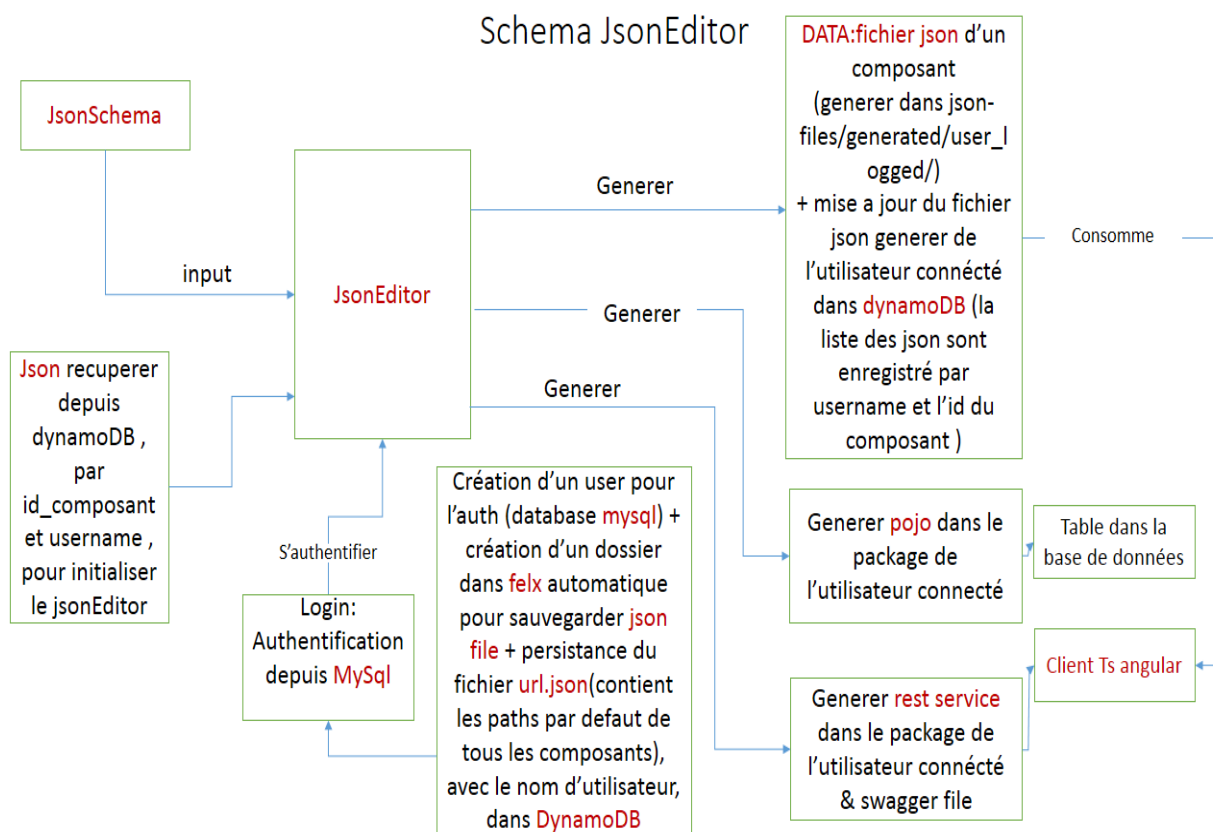 Schema JsonEditor
JsonSchema
input
Json recuperer
depuis
dynamoDB ,
par
id_composant
et username ,
pour initialiser
le jsonEditor
JsonEditor
S'authentifier
Login:
Authentification
depuis MySql
Création d'un user pour
l'auth (database mysql) +
création d'un dossier
dans felx automatique
pour sauvegarder json
file + persistance du
fichier url.json(contient
les paths par defaut de
tous les composants),
avec le nom d'utilisateur,
dans DynamoDB
Generer
Generer
Generer
DATA:fichier json d'un
composant
(generer dans json-
files/generated/user_l
ogged/)
+ mise a jour du fichier
json generer de
l'utilisateur connécté
dans dynamoDB (la
liste des json sont
enregistré par
username et l'id du
composant )
Consomme
Generer pojo dans le
package de
l'utilisateur connecté
Table dans la
base de données
Generer rest service
dans le package de
l'utilisateur connécté
& swagger file
Client Ts angular